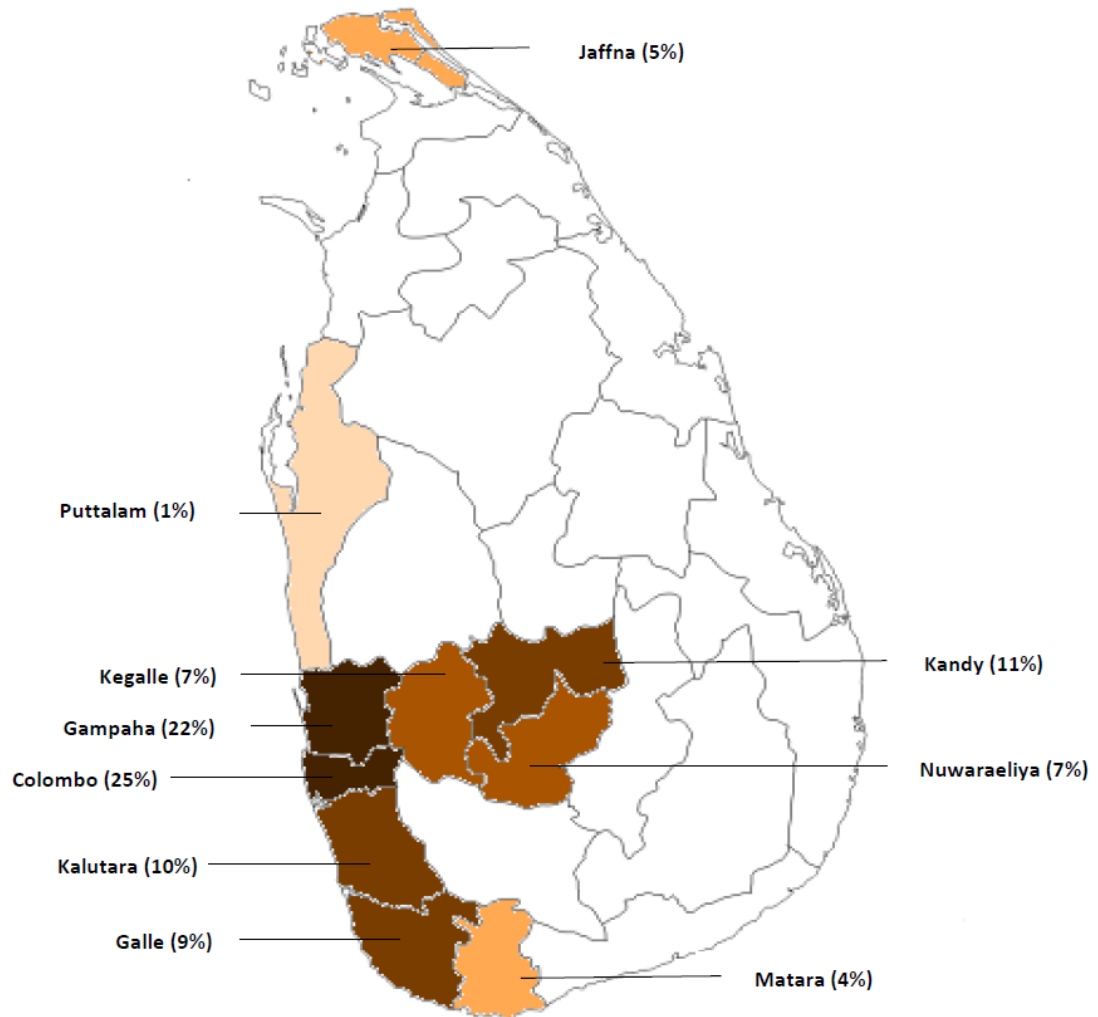 Jaffna (5%)
Puttalam (1%)
Kegalle (7%)
Kandy (11%)
Gampaha (22%)
Colombo (25%)
Nuwaraeliya (7%)
Kalutara (10%)
Galle (9%)
Matara (4%)